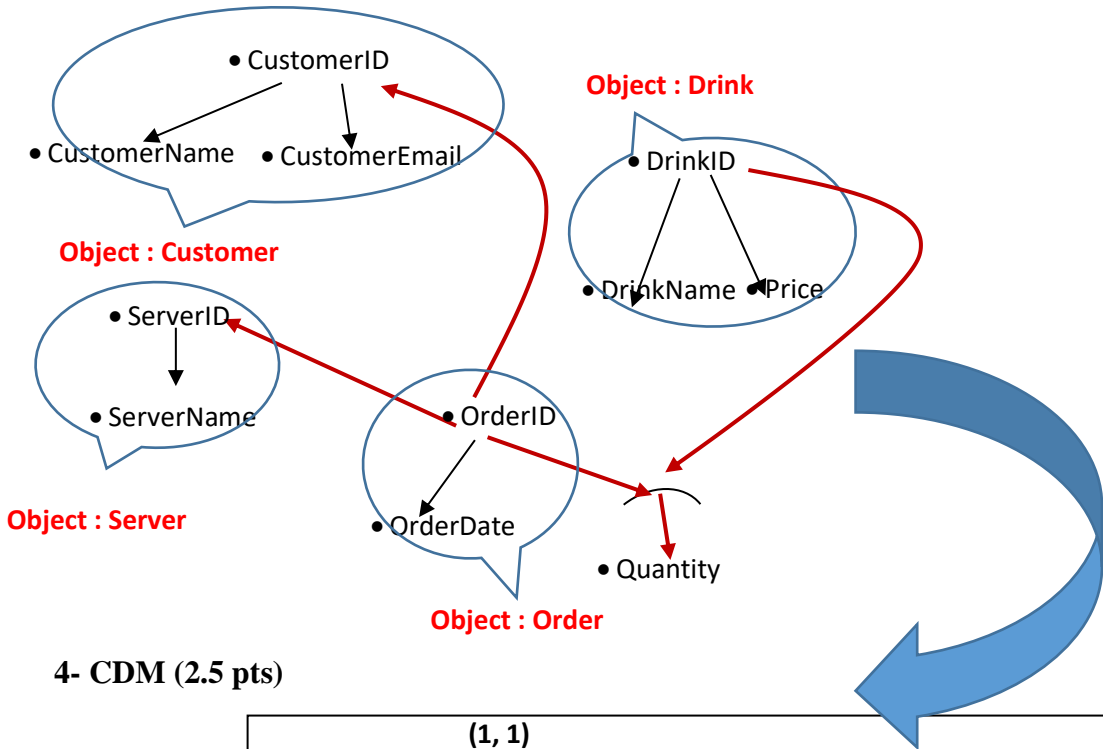 • CustomerID
Object : Drink
• CustomerName • CustomerEmail
• DrinkID
Object : Customer
• DrinkName • Price
• ServerID
• ServerName
• OrderID
Object : Server
• OrderDate
• Quantity
Object : Order
4- CDM (2.5 pts)
(1, 1)